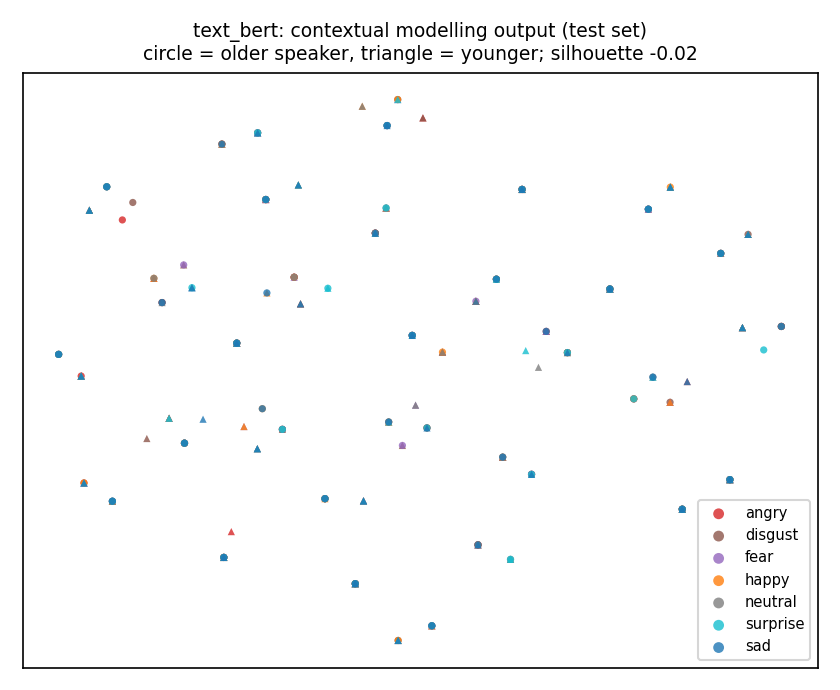 text_bert: contextual modelling output (test set)
circle = older speaker, triangle = younger; silhouette -0.02
angry
disgust
fear
happy
neutral
surprise
sad